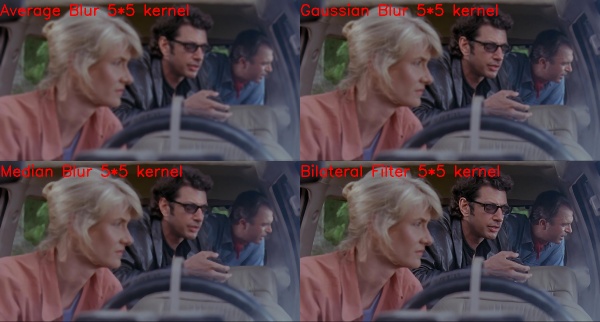 Average Blur 5*5 kernel
Gaussian Blur 5*5 kernel
Median Blur 5*5 kernel
Bilateral Filter 5*5 kernel